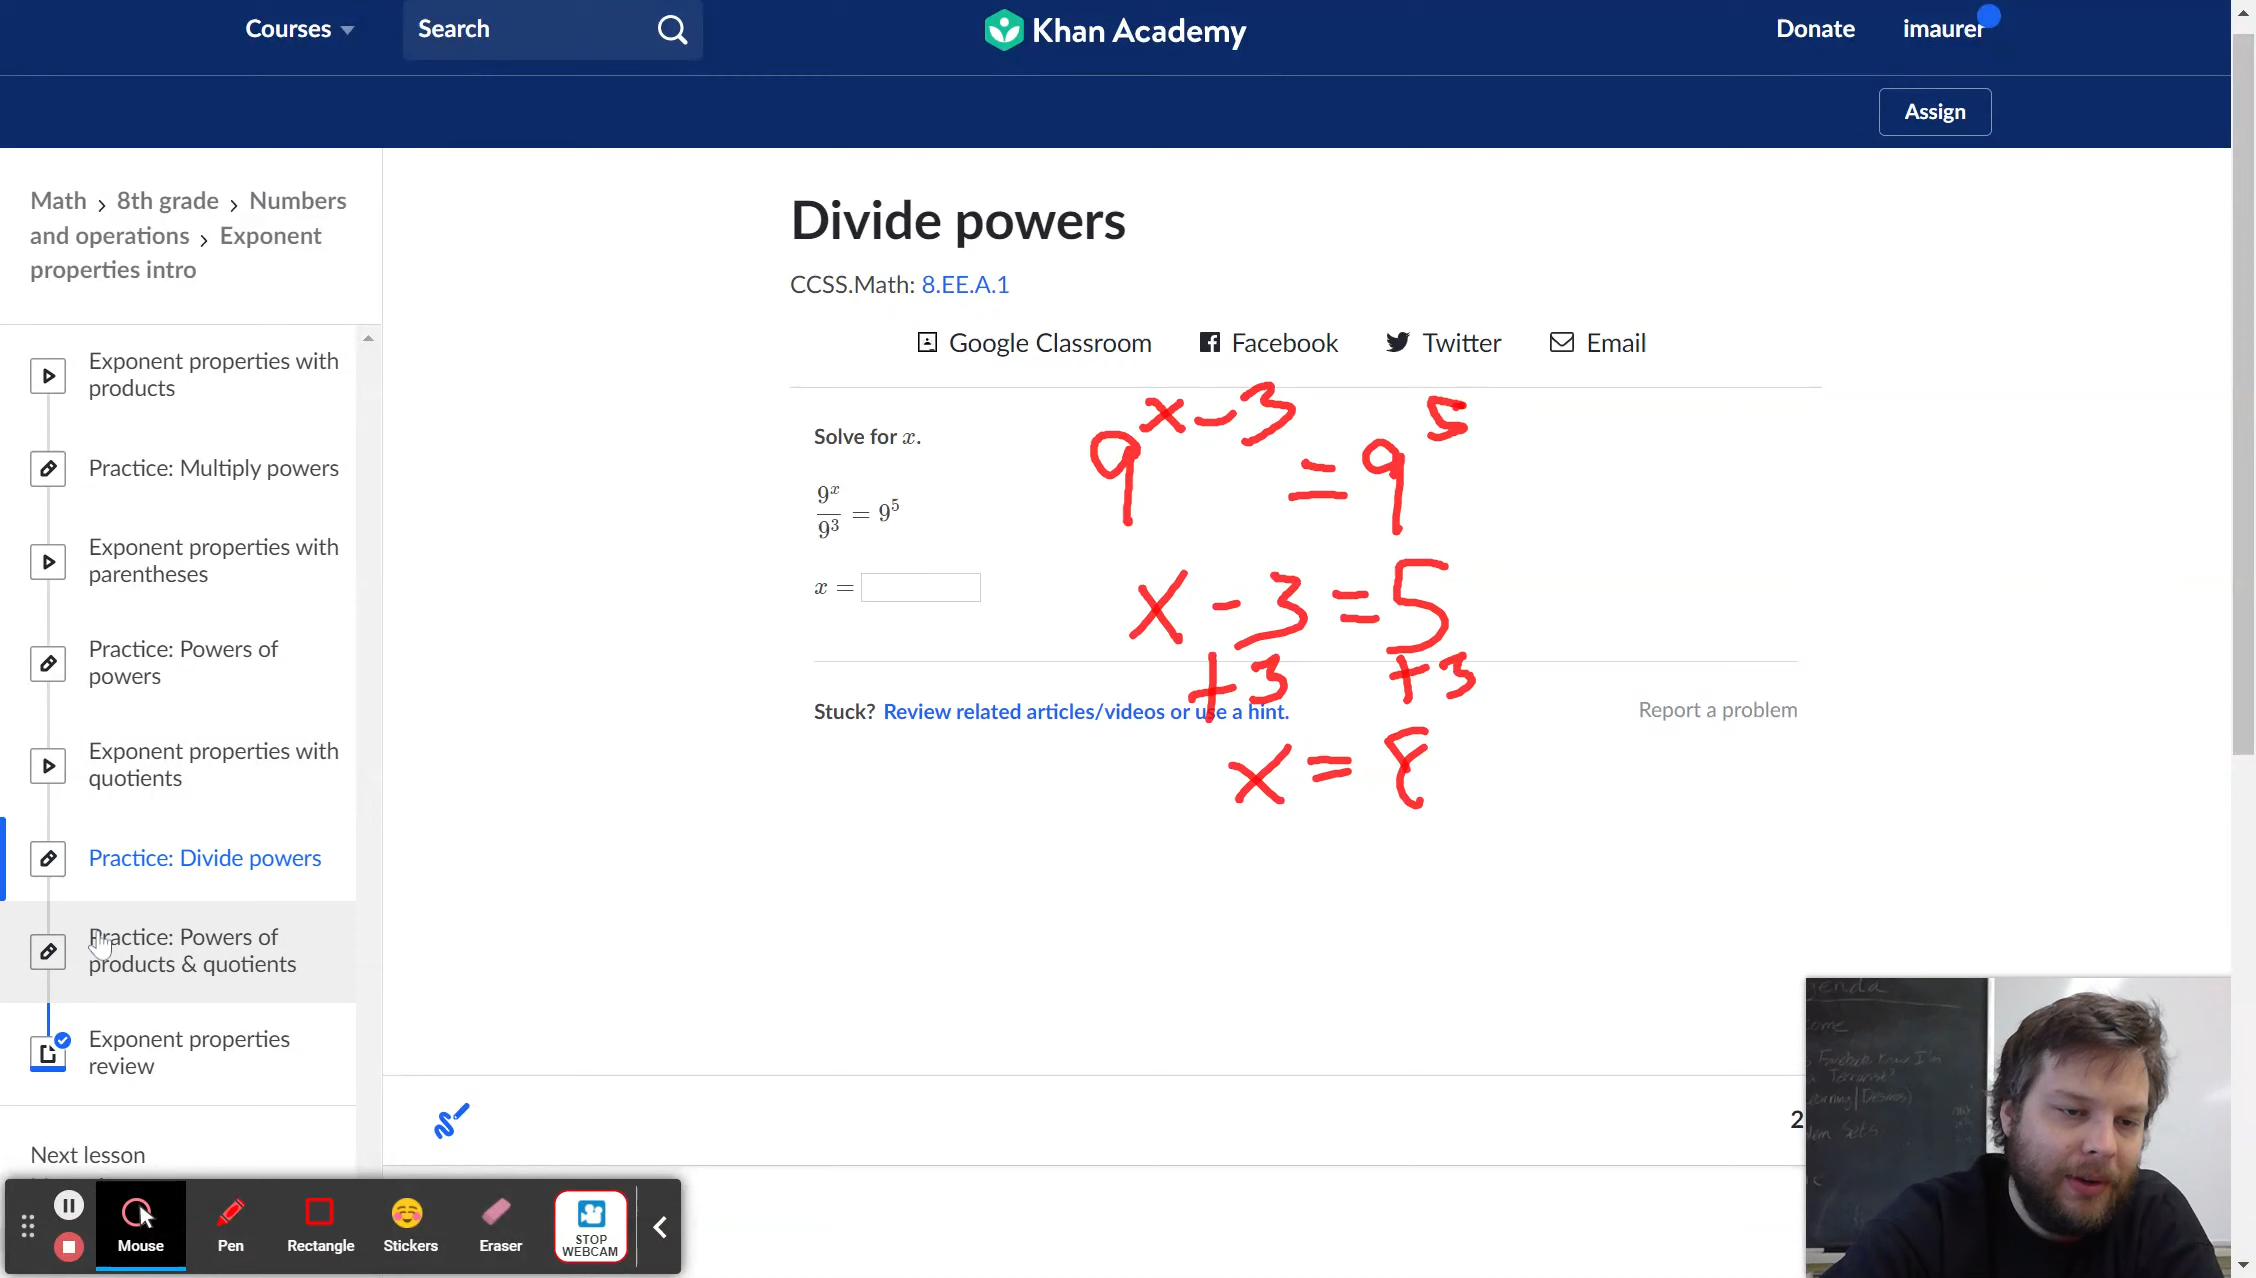 Courses
Search
Khan Academy
Donate
imaurer
Assign
Math › 8th grade › Numbers
and operations › Exponent
properties intro
Exponent properties with
products
Practice: Multiply powers
Exponent properties with
parentheses
Practice: Powers of
powers
Exponent properties with
quotients
Practice: Divide powers
Practice: Powers of
products & quotients
Exponent properties
review
Next lesson
Divide powers
CCSS.Math: 8.EE.A.1
Google Classroom
Facebook
Twitter
Email
Solve for x.
9^x/9^3 = 9^5
x =
9^x-3 = 9^5
x - 3 = 5
+3 +3
x = 8
Stuck? Review related articles/videos or use a hint.
Report a problem
2
Mouse
Pen
Rectangle
Stickers
Eraser
STOP
WEBCAM